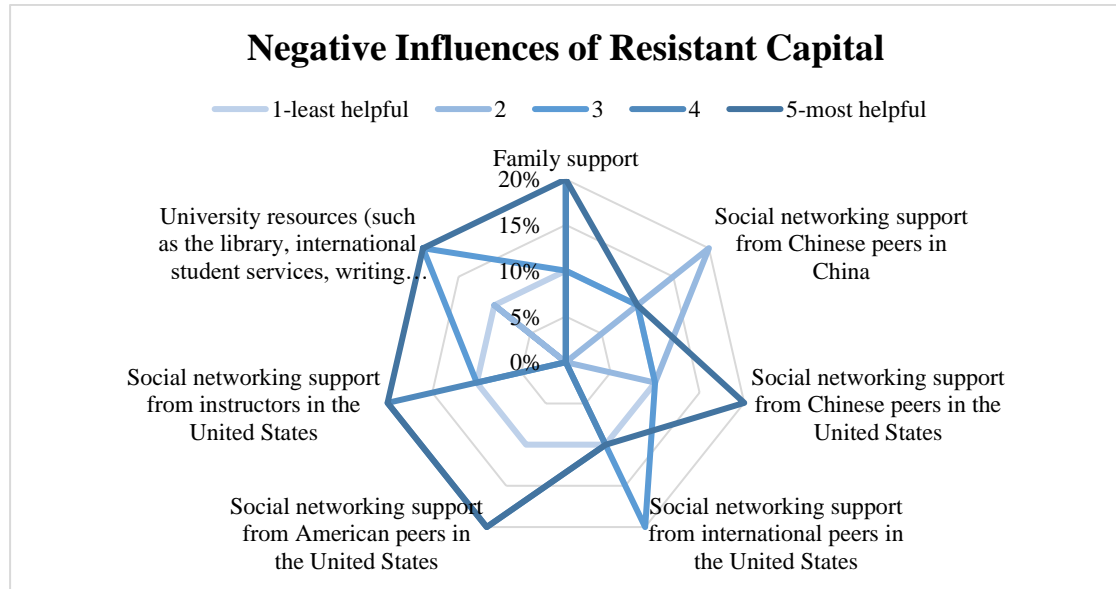 Negative Influences of Resistant Capital
1-least helpful 2 3 4 5-most helpful
Family support
20%
15%
10%
5%
0%
Social networking support
from Chinese peers in
China
Social networking support
from Chinese peers in the
United States
Social networking support
from international peers in
the United States
Social networking support
from American peers in
the United States
Social networking support
from instructors in the
United States
University resources (such
as the library, international
student services, writing…